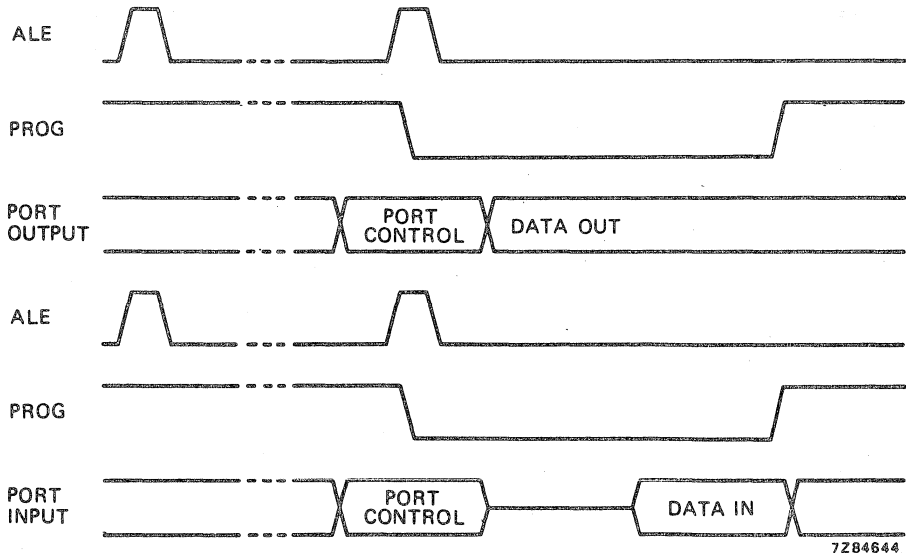 ALE
PROG
PORT
OUTPUT
PORT
CONTROL
DATA OUT
ALE
PROG
PORT
INPUT
PORT
CONTROL
DATA IN
7Z84644